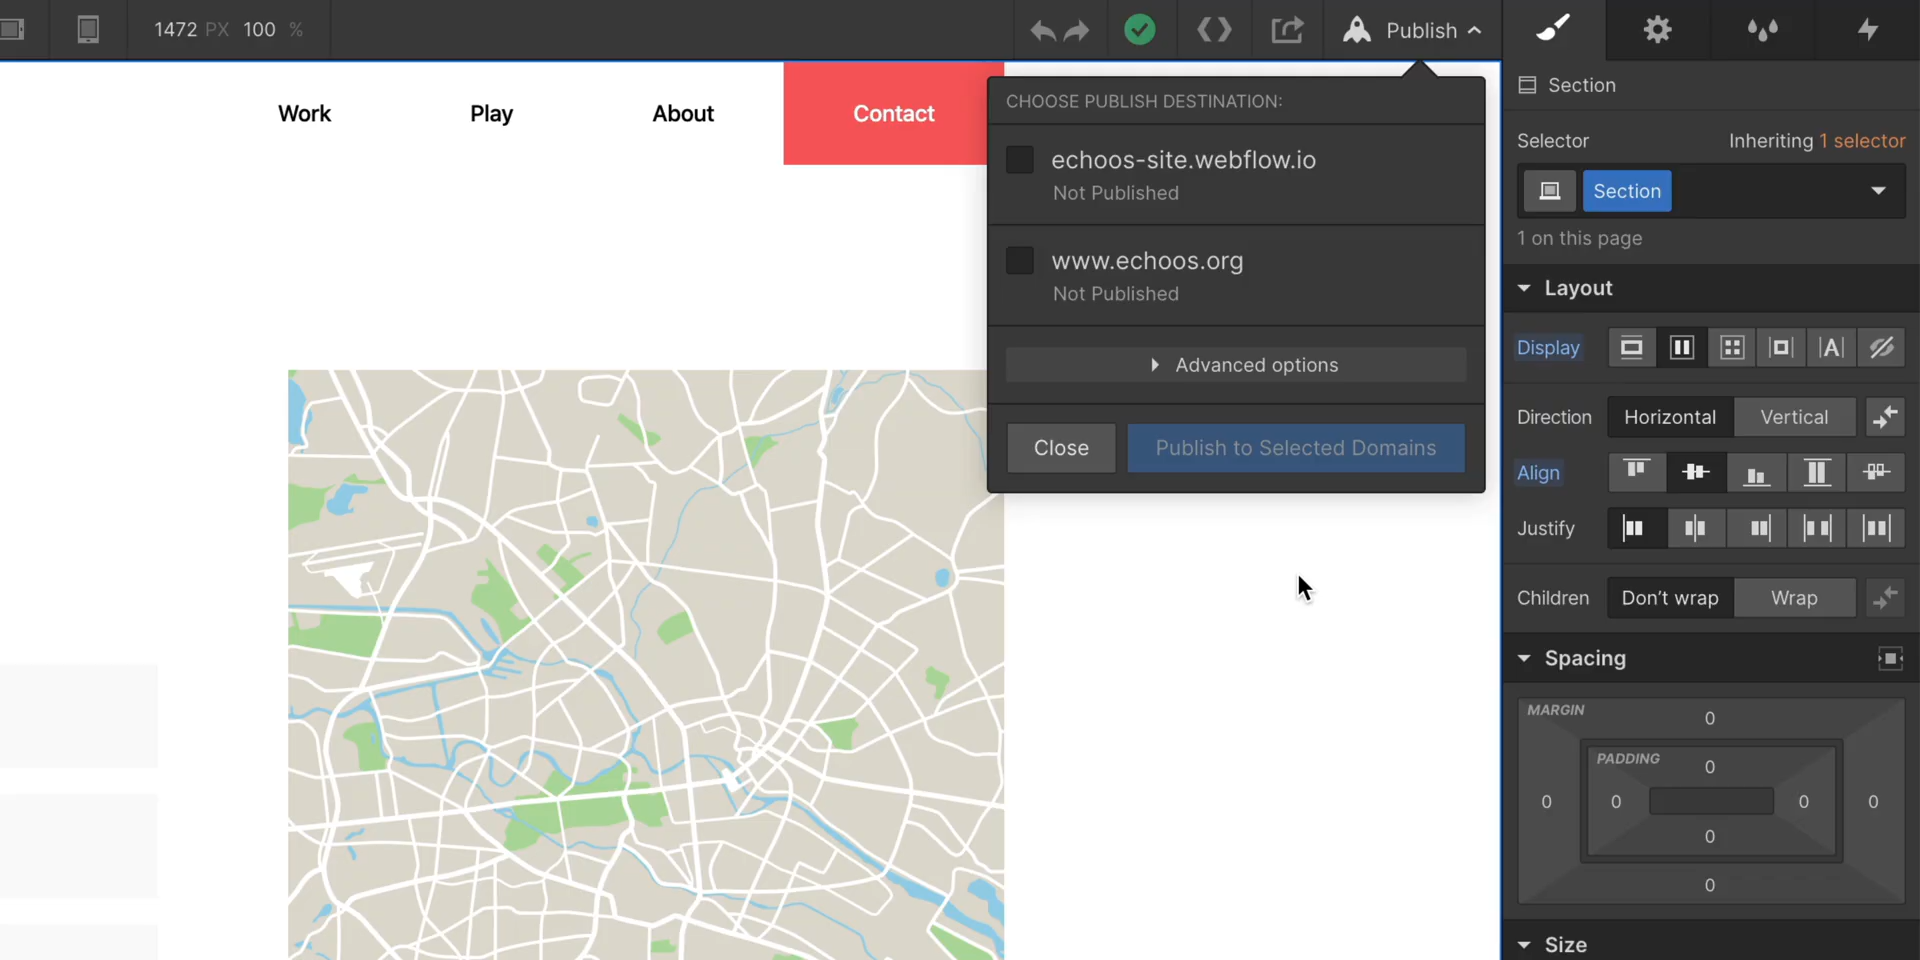 1472 PX 100 %
Publish
Work
Play
About
Contact
CHOOSE PUBLISH DESTINATION:
echoos-site.webflow.io
Not Published
www.echoos.org
Not Published
Advanced options
Close
Publish to Selected Domains
Section
Selector
Inheriting 1 selector
Section
1 on this page
Layout
Display
A
Direction
Horizontal
Vertical
Align
Justify
Children
Don't wrap
Wrap
Spacing
MARGIN
0
PADDING
0
0
0
0
0
0
0
Size